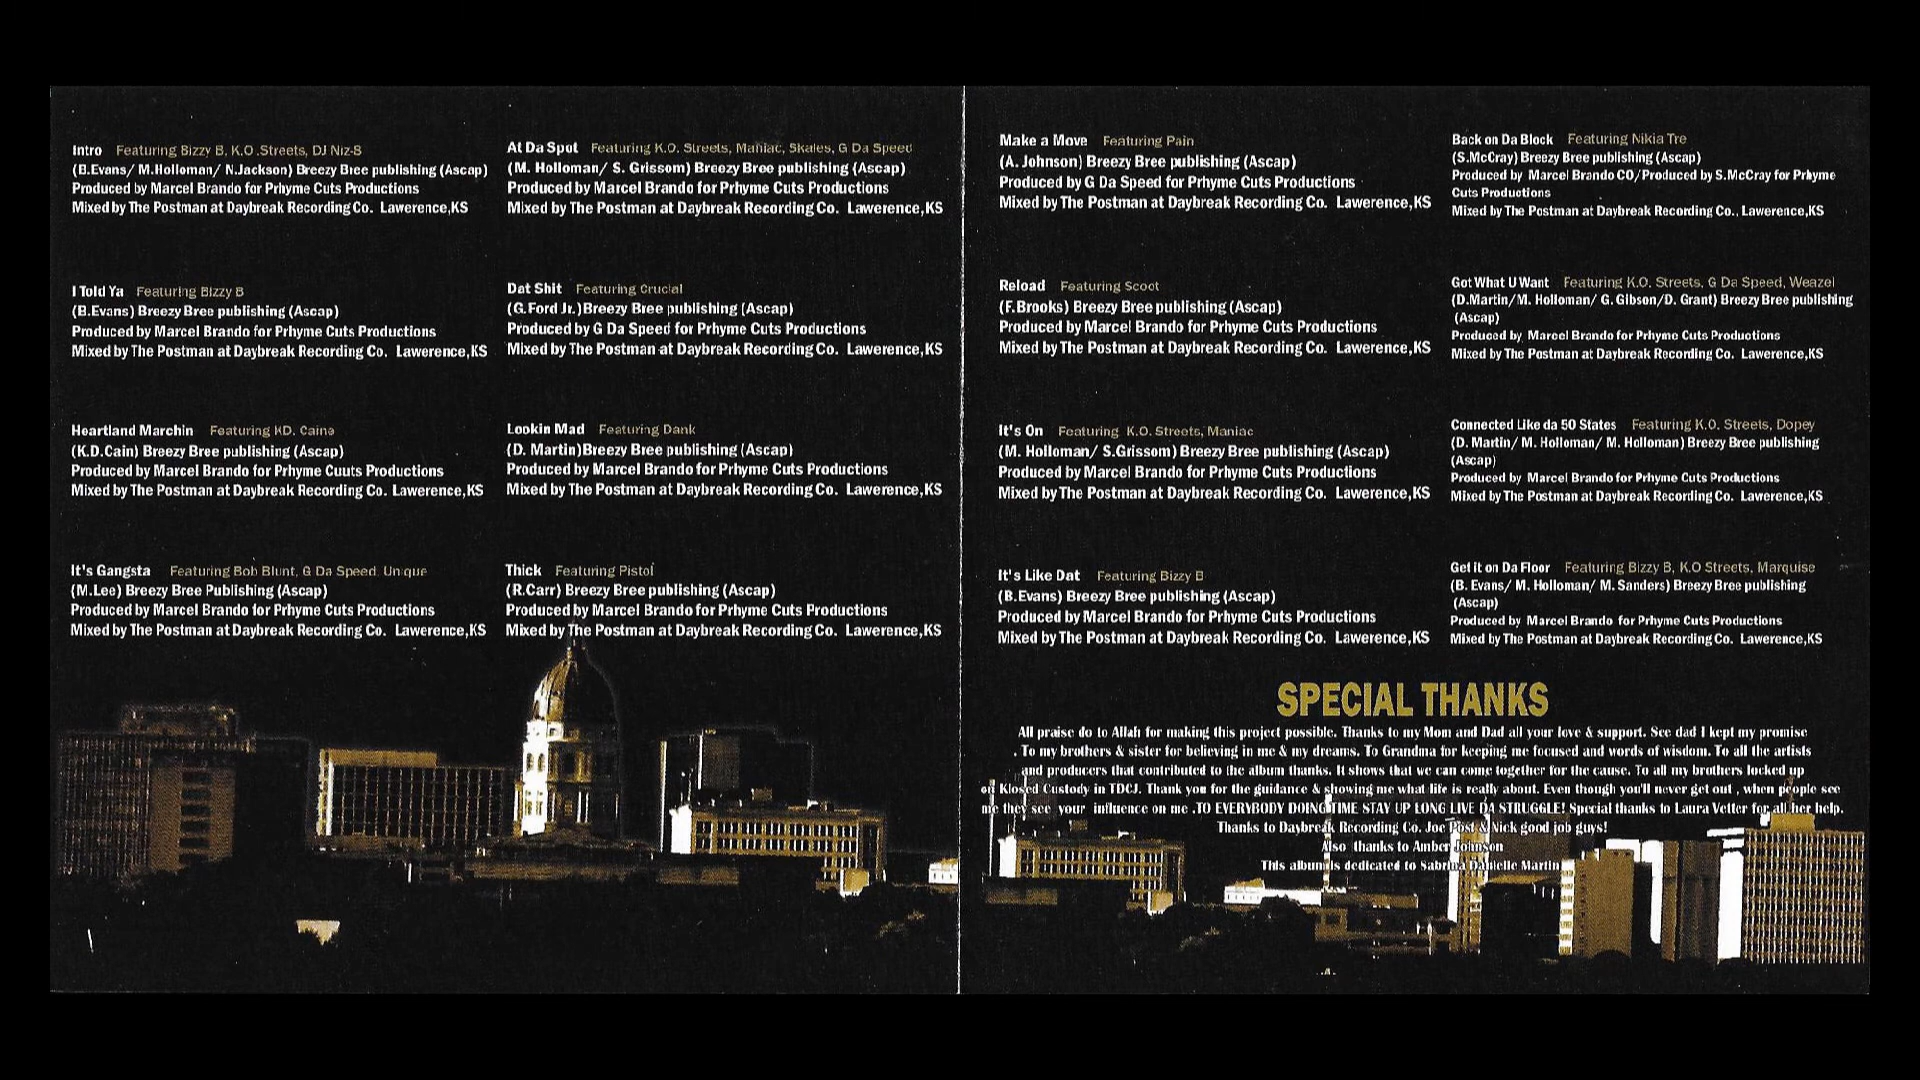 Intro Featuring Bizzy B, K.O .Streets, DJ Niz-8
(B.Evans/ M.Holloman/ N.Jackson) Breezy Bree publishing (Ascap)
Produced by Marcel Brando for Prhyme Cuts Productions
Mixed by The Postman at Daybreak Recording Co. Lawerence,KS
I Told Ya Featuring Bizzy B
(B.Evans) Breezy Bree publishing (Ascap)
Produced by Marcel Brando for Prhyme Cuts Productions
Mixed by The Postman at Daybreak Recording Co. Lawerence,KS
Heartland Marchin Featuring KD. Caine
(K.D.Cain) Breezy Bree publishing (Ascap)
Produced by Marcel Brando for Prhyme Cuuts Productions
Mixed by The Postman at Daybreak Recording Co. Lawerence,KS
It's Gangsta Featuring Bob Blunt, G Da Speed, Unique
(M.Lee) Breezy Bree Publishing (Ascap)
Produced by Marcel Brando for Prhyme Cuts Productions
Mixed by The Postman at Daybreak Recording Co. Lawerence,KS
At Da Spot Featuring K.O. Streets, Maniac, Skales, G Da Speed
(M. Holloman/ S. Grissom) Breezy Bree publishing (Ascap)
Produced by Marcel Brando for Prhyme Cuts Productions
Mixed by The Postman at Daybreak Recording Co. Lawerence,KS
Dat Shit Featuring Crucial
(G.Ford Jr.)Breezy Bree publishing (Ascap)
Produced by G Da Speed for Prhyme Cuts Productions
Mixed by The Postman at Daybreak Recording Co. Lawerence,KS
Lookin Mad Featuring Dank
(D. Martin)Breezy Bree publishing (Ascap)
Produced by Marcel Brando for Prhyme Cuts Productions
Mixed by The Postman at Daybreak Recording Co. Lawerence,KS
Thick Featuring Pistol
(R.Carr) Breezy Bree publishing (Ascap)
Produced by Marcel Brando for Prhyme Cuts Productions
Mixed by The Postman at Daybreak Recording Co. Lawerence,KS
Make a Move Featuring Pain
(A. Johnson) Breezy Bree publishing (Ascap)
Produced by G Da Speed for Prhyme Cuts Productions
Mixed by The Postman at Daybreak Recording Co. Lawerence,KS
Reload Featuring Scoot
(F.Brooks) Breezy Bree publishing (Ascap)
Produced by Marcel Brando for Prhyme Cuts Productions
Mixed by The Postman at Daybreak Recording Co. Lawerence,KS
It's On Featuring K.O. Streets, Maniac
(M. Holloman/ S.Grissom) Breezy Bree publishing (Ascap)
Produced by Marcel Brando for Prhyme Cuts Productions
Mixed by The Postman at Daybreak Recording Co. Lawerence,KS
It's Like Dat Featuring Bizzy B
(B.Evans) Breezy Bree publishing (Ascap)
Produced by Marcel Brando for Prhyme Cuts Productions
Mixed by The Postman at Daybreak Recording Co. Lawerence,KS
Back on Da Block Featuring Nikia Tre
(S.McCray) Breezy Bree publishing (Ascap)
Produced by Marcel Brando CO/Produced by S.McCray for Prhyme
Cuts Productions
Mixed by The Postman at Daybreak Recording Co., Lawerence,KS
Got What U Want Featuring K.O. Streets, G Da Speed, Weazel
(D.Martin/M. Holloman/ G. Gibson/D. Grant) Breezy Bree publishing
(Ascap)
Produced by Marcel Brando for Prhyme Cuts Productions
Mixed by The Postman at Daybreak Recording Co. Lawerence,KS
Connected Like da 50 States Featuring K.O. Streets, Dopey
(D. Martin/ M. Holloman/ M. Holloman) Breezy Bree publishing
(Ascap)
Produced by Marcel Brando for Prhyme Cuts Productions
Mixed by The Postman at Daybreak Recording Co. Lawerence,KS
Get it on Da Floor Featuring Bizzy B, K.O Streets, Marquise
(B. Evans/ M. Holloman/ M. Sanders) Breezy Bree publishing
(Ascap)
Produced by Marcel Brando for Prhyme Cuts Productions
Mixed by The Postman at Daybreak Recording Co. Lawerence,KS
SPECIAL THANKS
All praise do to Allah for making this project possible. Thanks to my Mom and Dad all your love & support. See dad I kept my promise
. To my brothers & sister for believing in me & my dreams. To Grandma for keeping me focused and words of wisdom. To all the artists
and producers that contributed to the album thanks. It shows that we can come together for the cause. To all my brothers locked up
on Klosed Custody in TDCJ. Thank you for the guidance & showing me what life is really about. Even though you'll never get out , when people see
me they see your influence on me .TO EVERYBODY DOING TIME STAY UP LONG LIVE DA STRUGGLE! Special thanks to Laura Vetter for all her help.
Thanks to Daybreak Recording Co. Joe Post & Nick good job guys!
Also thanks to Amber Johnson
This album is dedicated to Sabrina Danielle Martin